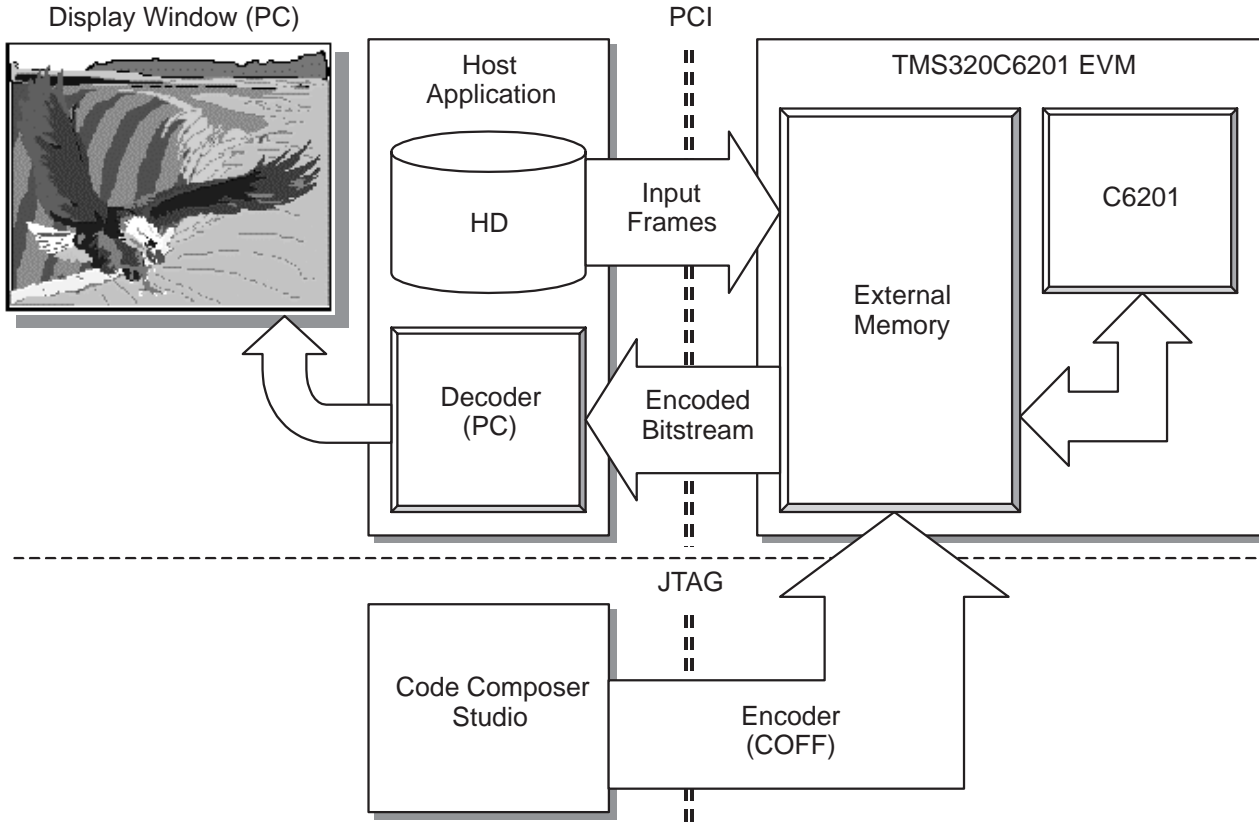 Display Window (PC)
PCI
Host
Application
TMS320C6201 EVM
HD
Input
Frames
External
Memory
C6201
Decoder
(PC)
Encoded
Bitstream
JTAG
Code Composer
Studio
Encoder
(COFF)